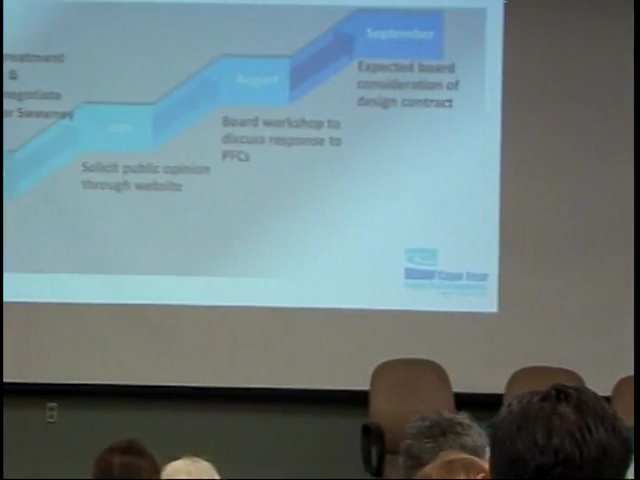 September
Expected board
consideration of
design contract
August
Board workshop to
discuss response to
PFCs
Solicit public opinion
through website
&
Sweeney
Cape Fear